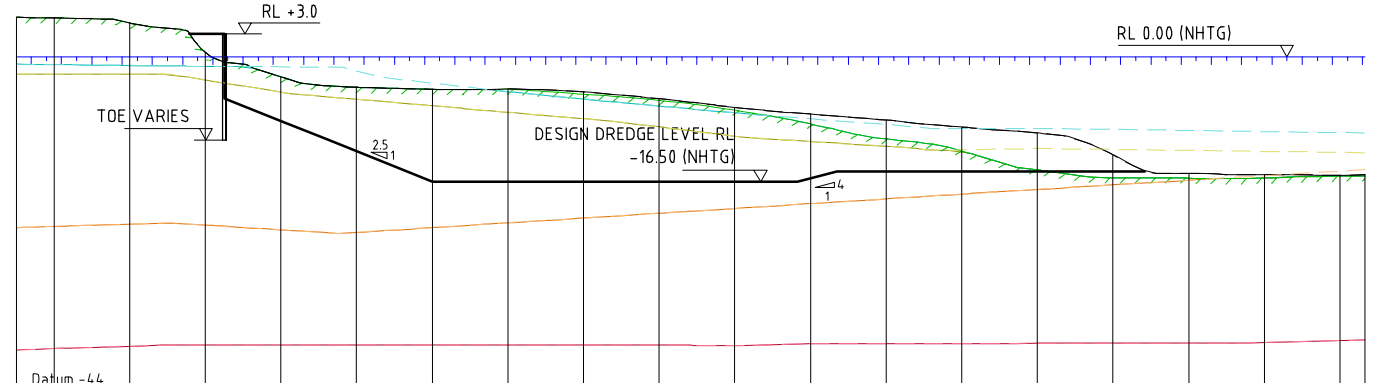 RL +3.0
RL 0.00 (NHTG)
TOE VARIES
DESIGN DREDGE LEVEL RL
-16.50 (NHTG)
2.5
1
4
1
Datum -44